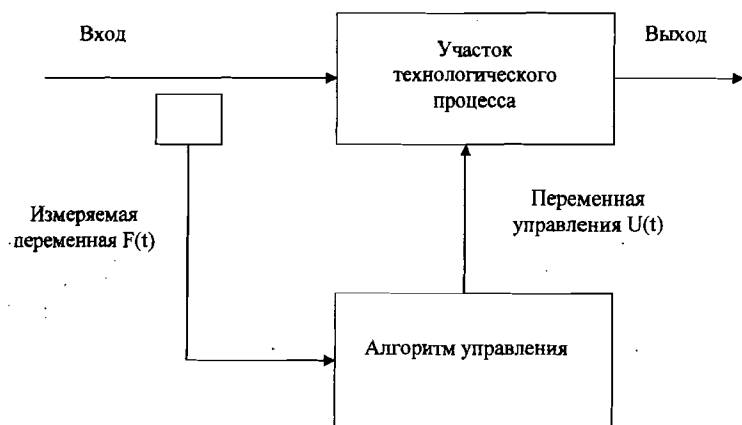 Вход
Участок
технологического
процесса
Выход
Измеряемая
переменная F(t)
Переменная
управления U(t)
Алгоритм управления